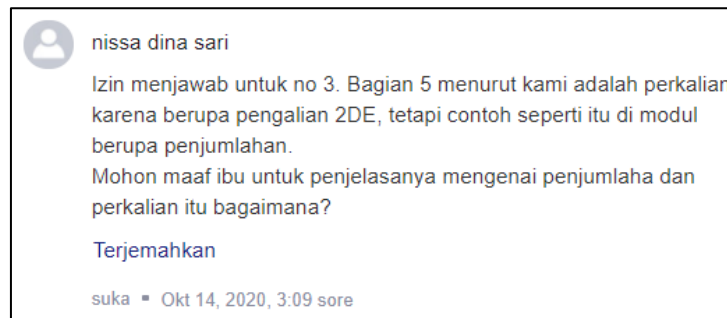 nissa dina sari
Izin menjawab untuk no 3. Bagian 5 menurut kami adalah perkalian
karena berupa pengalian 2DE, tetapi contoh seperti itu di modul
berupa penjumlahan.
Mohon maaf ibu untuk penjelasanya mengenai penjumlaha dan
perkalian itu bagaimana?
Terjemahkan
suka ▪ Okt 14, 2020, 3:09 sore